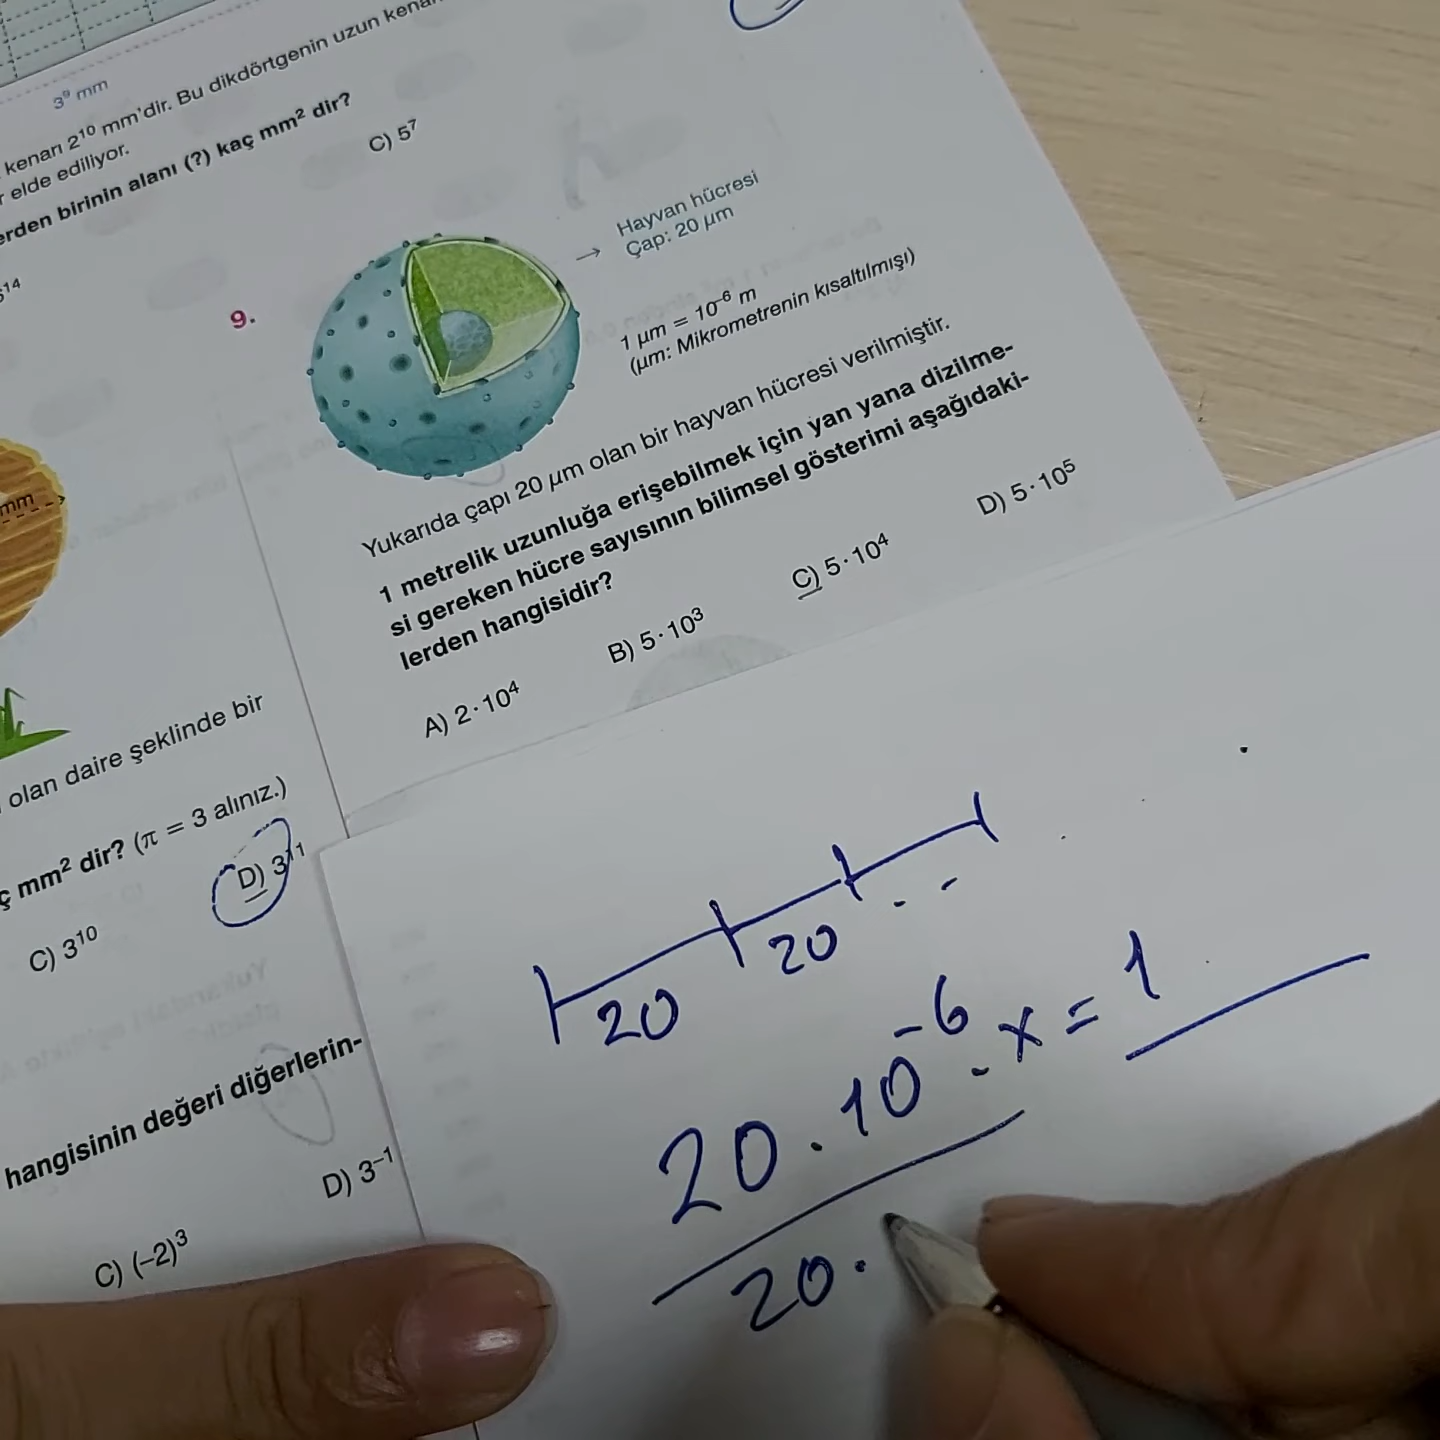 3⁹ mm
kenarı 2¹⁰ mm'dir. Bu dikdörtgenin uzun
elde ediliyor.
birinin alanı (?) kaç mm² dir?
C) 5⁷
9.
→ Hayvan hücresi
Çap: 20 μm
1 μm = 10⁻⁶ m
(μm: Mikrometrenin kısaltılmışı)
Yukarıda çapı 20 μm olan bir hayvan hücresi verilmiştir.
1 metrelik uzunluğa erişebilmek için yan yana dizilme-
si gereken hücre sayısının bilimsel gösterimi aşağıdaki-
lerden hangisidir?
A) 2·10⁴
B) 5·10³
C) 5·10⁴
D) 5·10⁵
mm
olan daire şeklinde bir
mm² dir? (π = 3 alınız.)
C) 3¹⁰
D) 3¹¹
hangisinin değeri diğerlerin-
D) 3⁻¹
C) (–2)³
20 20
20 . 10⁻⁶ . x = 1
20 .